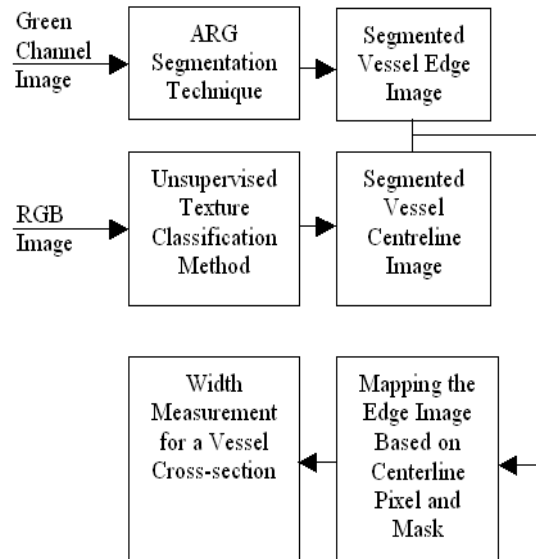 Green
Channel
Image
ARG
Segmentation
Technique
Segmented
Vessel Edge
Image
RGB
Image
Unsupervised
Texture
Classification
Method
Segmented
Vessel
Centreline
Image
Width
Measurement
for a Vessel
Cross-section
Mapping the
Edge Image
Based on
Centerline
Pixel and
Mask